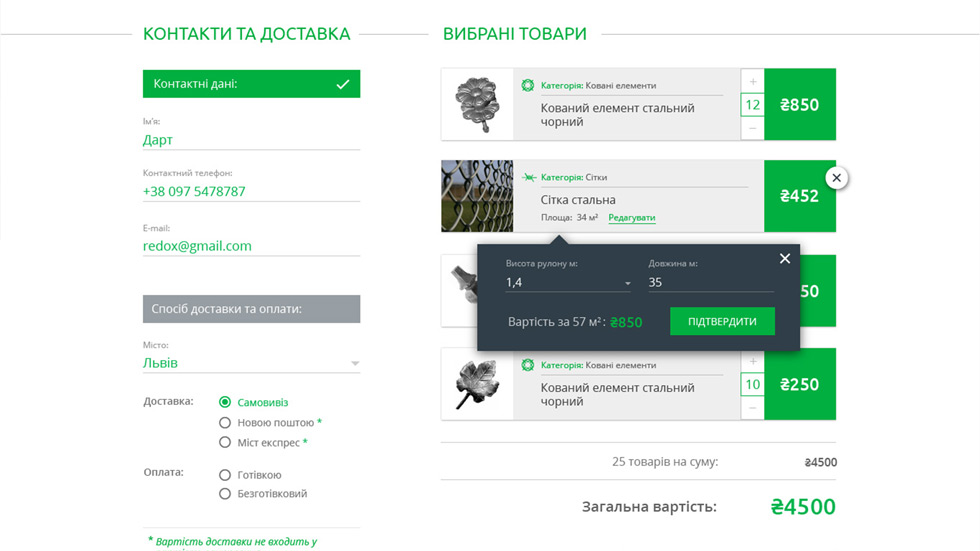 КОНТАКТИ ТА ДОСТАВКА
Контактні дані:
Ім'я:
Дарт
Контактний телефон:
+38 097 5478787
E-mail:
redox@gmail.com
Спосіб доставки та оплати:
Місто:
Львів
Доставка:
Самовивіз
Новою поштою *
Міст експрес *
Оплата:
Готівкою
Безготівковий
* Вартість доставки не входить у
ВИБРАНІ ТОВАРИ
Категорія: Ковані елементи
Кований елемент стальний
чорний
+
12
−
₴850
Категорія: Сітки
Сітка стальна
Площа: 34 м² Редагувати
₴452
Висота рулону м:
1,4
Довжина м:
35
Вартість за 57 м² : ₴850
ПІДТВЕРДИТИ
50
Категорія: Ковані елементи
Кований елемент стальний
чорний
+
10
−
₴250
25 товарів на суму: ₴4500
Загальна вартість: ₴4500